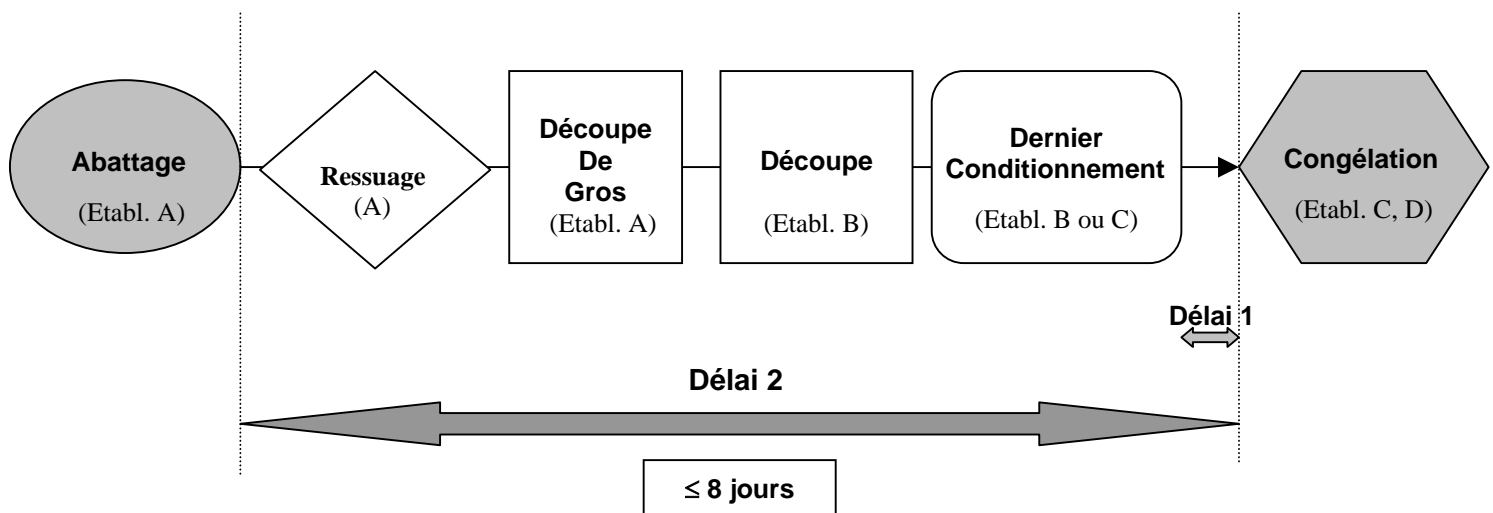 Abattage
(Etabl. A)
Ressuage
(A)
Découpe
De
Gros
(Etabl. A)
Découpe
(Etabl. B)
Dernier
Conditionnement
(Etabl. B ou C)
Congélation
(Etabl. C, D)
Délai 1
Délai 2
≤ 8 jours